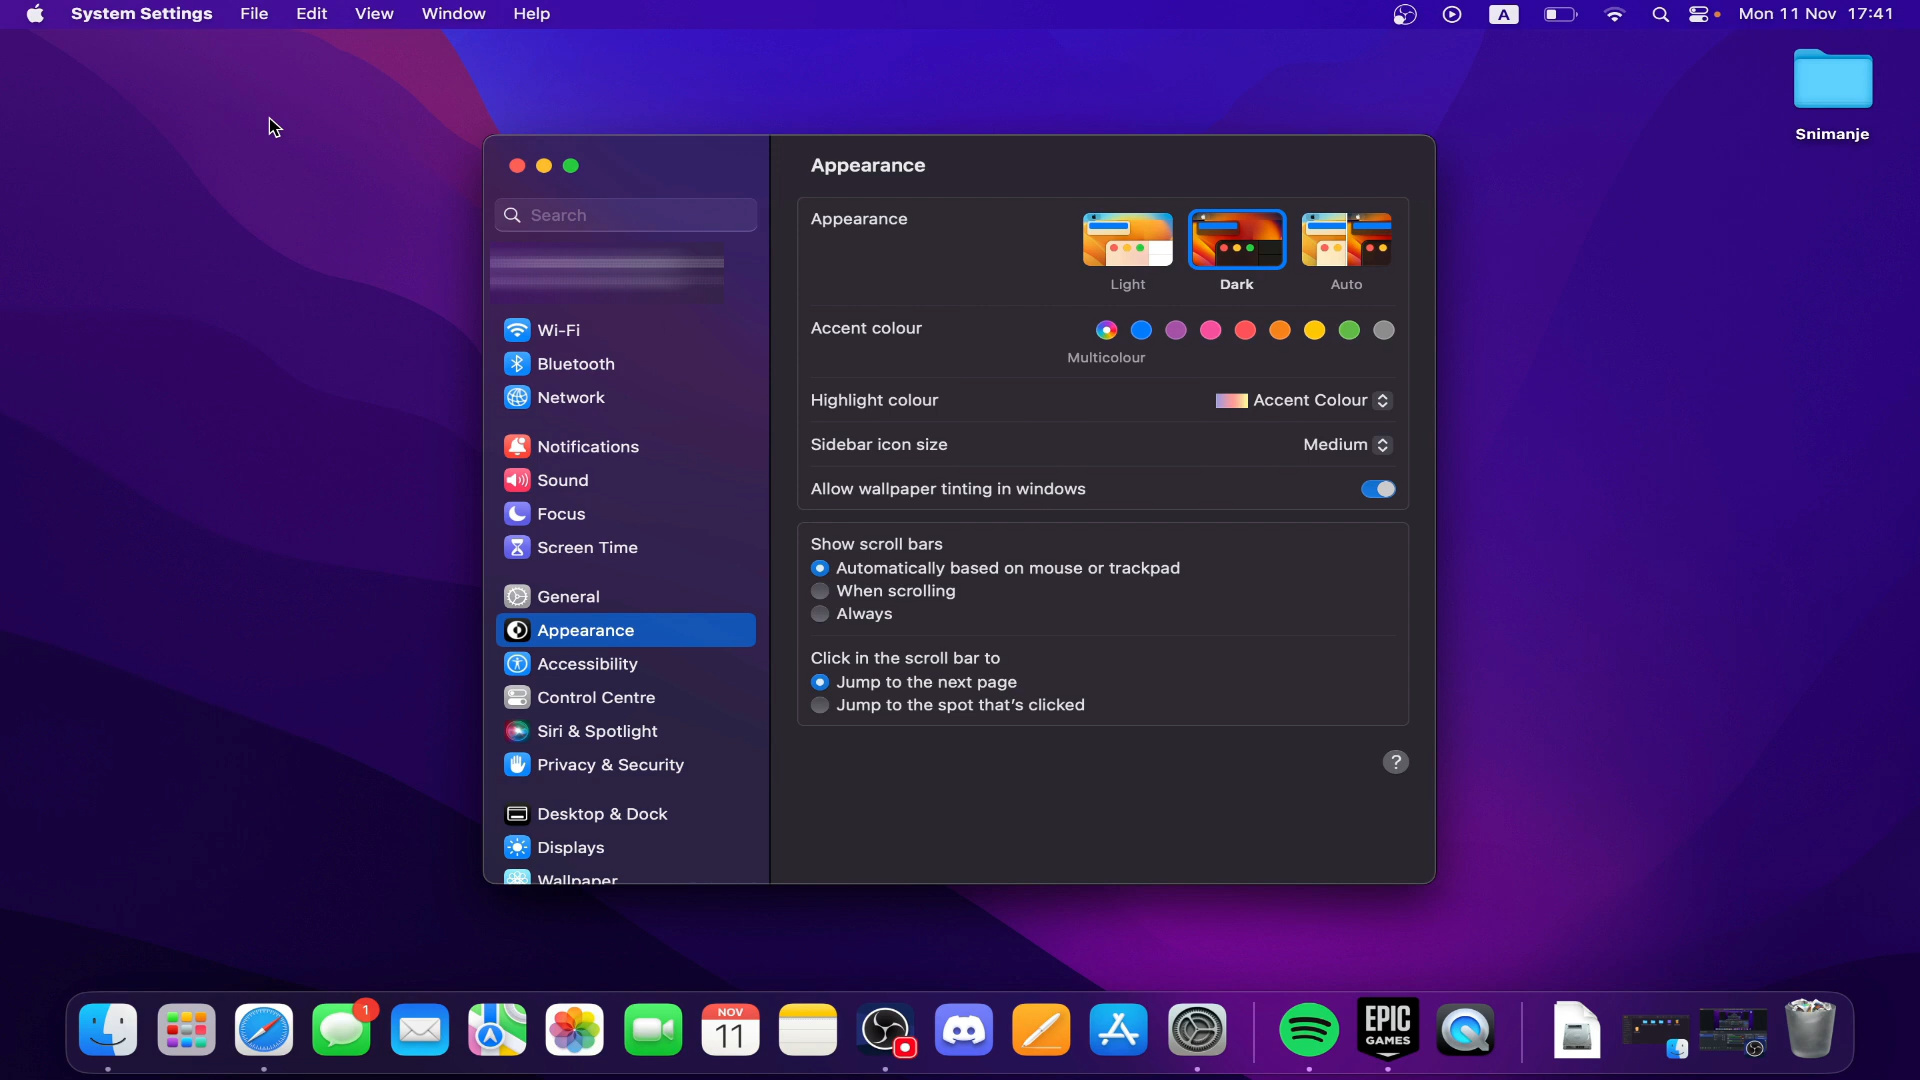 System Settings File Edit View Window Help A Mon 11 Nov 17:41
Snimanje
Search
Wi-Fi
Bluetooth
Network
Notifications
Sound
Focus
Screen Time
General
Appearance
Accessibility
Control Centre
Siri & Spotlight
Privacy & Security
Desktop & Dock
Displays
Wallpaper
Appearance
Appearance
Light Dark Auto
Accent colour
Multicolour
Highlight colour Accent Colour
Sidebar icon size Medium
Allow wallpaper tinting in windows
Show scroll bars
Automatically based on mouse or trackpad
When scrolling
Always
Click in the scroll bar to
Jump to the next page
Jump to the spot that's clicked
?
1
NOV
11
EPIC
GAMES